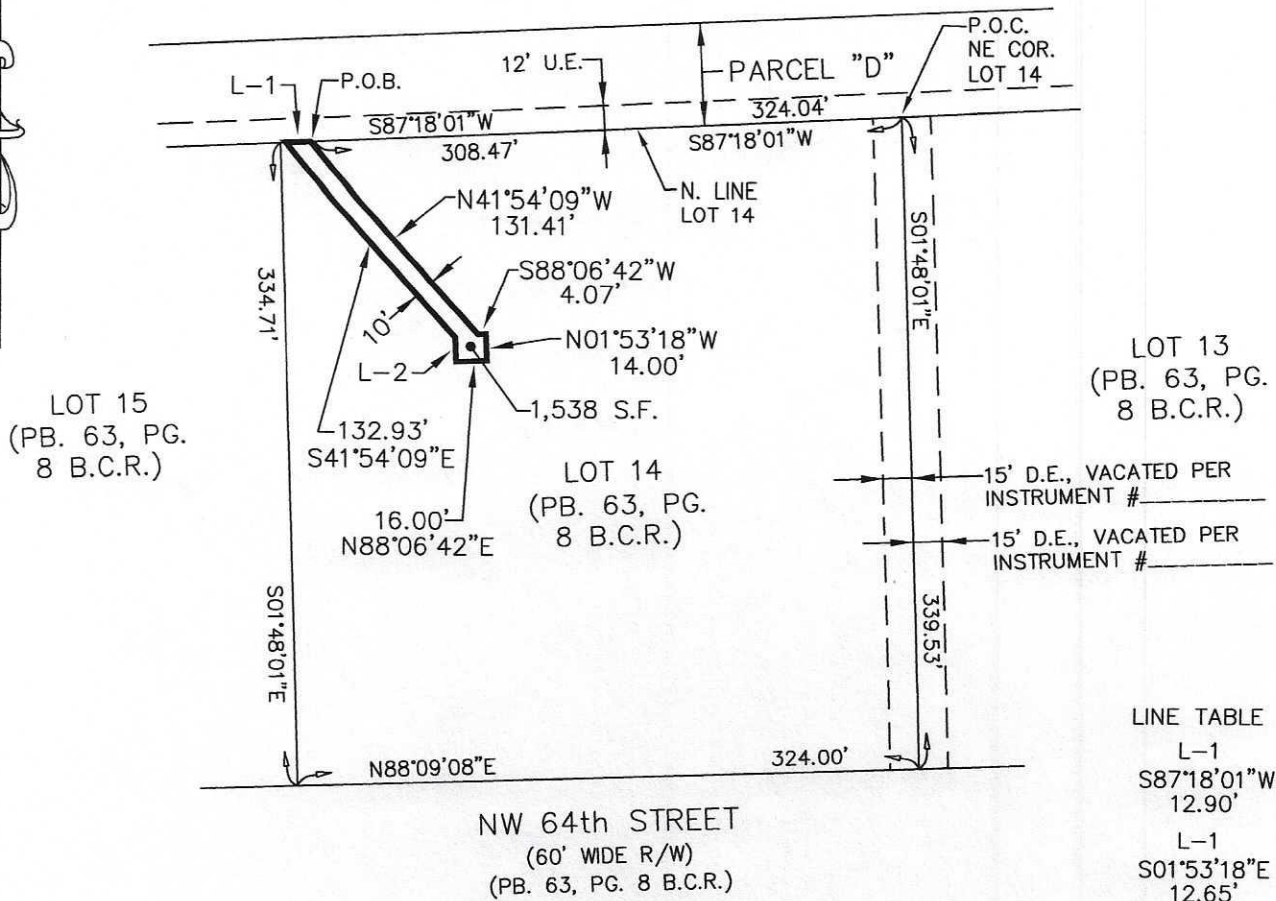 P.O.C.
NE COR.
LOT 14
12' U.E.
PARCEL "D"
L-1
P.O.B.
324.04'
S87°18'01"W
S87°18'01"W
308.47'
N. LINE
LOT 14
N41°54'09"W
131.41'
S88°06'42"W
4.07'
S01°48'01"E
334.71'
10'
N01°53'18"W
14.00'
L-2
LOT 13
(PB. 63, PG.
8 B.C.R.)
LOT 15
(PB. 63, PG.
8 B.C.R.)
1,538 S.F.
132.93'
S41°54'09"E
LOT 14
(PB. 63, PG.
8 B.C.R.)
15' D.E., VACATED PER
INSTRUMENT #__________
16.00'
N88°06'42"E
15' D.E., VACATED PER
INSTRUMENT #__________
S01°48'01"E
339.53'
LINE TABLE
L-1
S87°18'01"W
12.90'
L-1
S01°53'18"E
12.65'
324.00'
N88°09'08"E
NW 64th STREET
(60' WIDE R/W)
(PB. 63, PG. 8 B.C.R.)